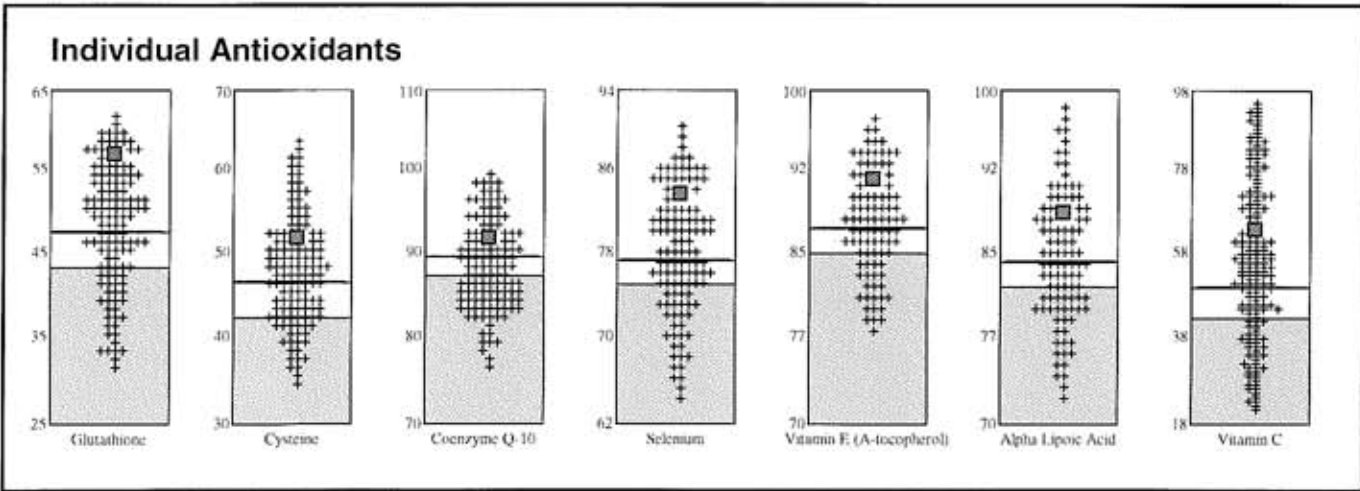 Individual Antioxidants
65 70 110 94 100 100 98
55 60 100 86 92 92 78
45 50 90 78 85 85 58
35 40 80 70 77 77 38
25 30 70 62 70 70 18
Glutathione Cysteine Coenzyme Q-10 Selenium Vitamin E (A-tocopherol) Alpha Lipoic Acid Vitamin C